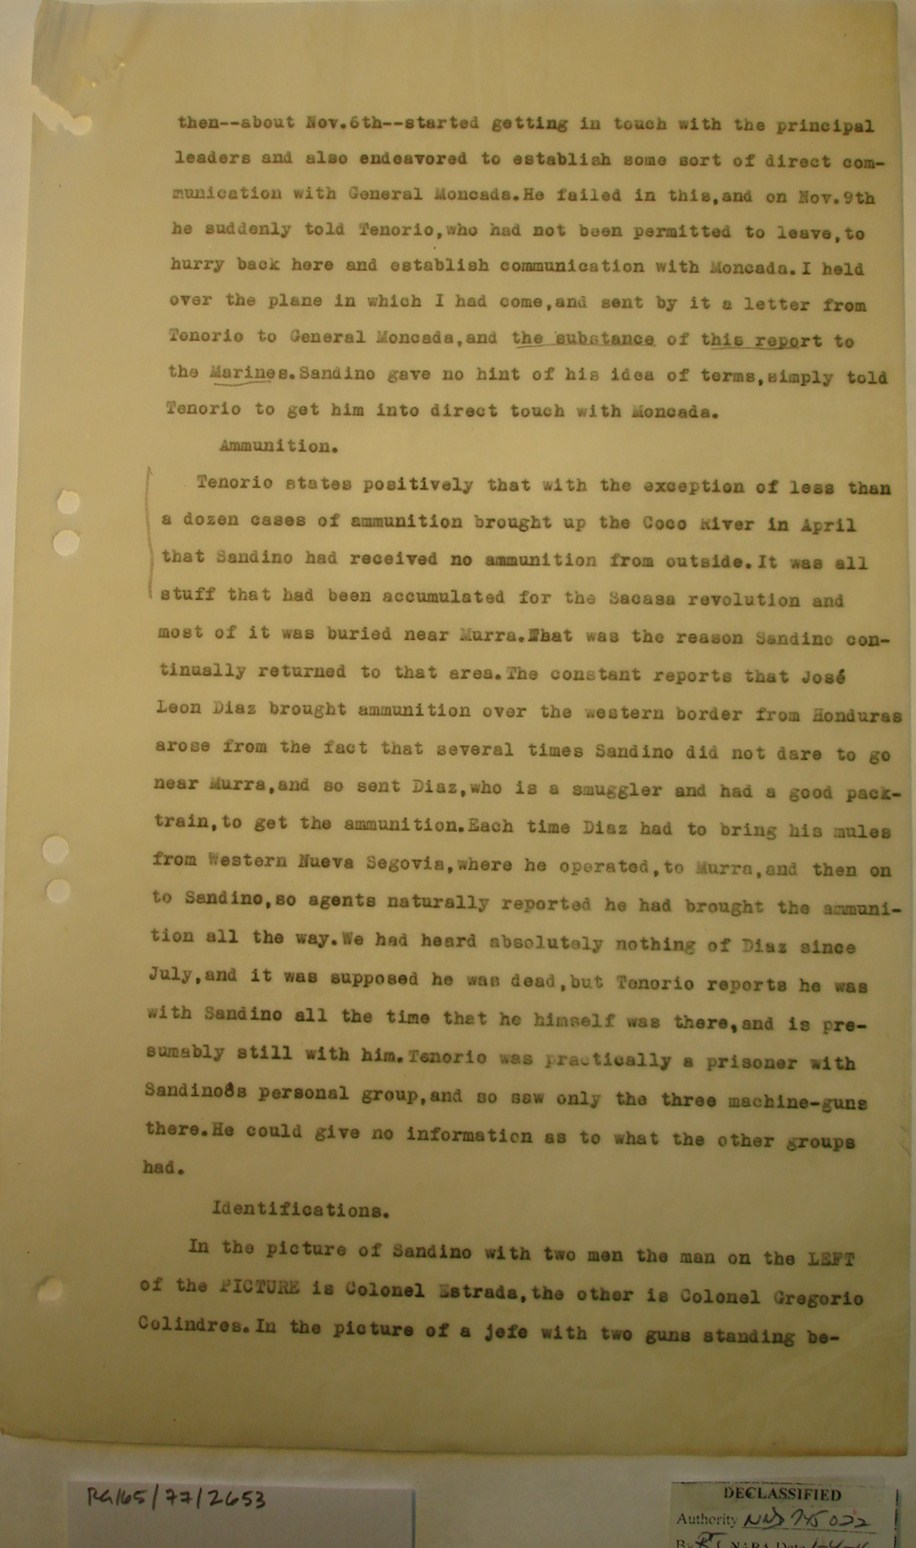 then--about Nov.6th--started getting in touch with the principal
leaders and also endeavored to establish some sort of direct com-
munication with General Moncada.He failed in this,and on Nov.9th
he suddenly told Tenorio,who had not been permitted to leave,to
hurry back here and establish communication with Moncada.I held
over the plane in which I had come,and sent by it a letter from
Tenorio to General Moncada,and the substance of this report to
the Marines.Sandino gave no hint of his idea of terms,simply told
Tenorio to get him into direct touch with Moncada.
Ammunition.
Tenorio states positively that with the exception of less than
a dozen cases of ammunition brought up the Coco River in April
that Sandino had received no ammunition from outside.It was all
stuff that had been accumulated for the Sacasa revolution and
most of it was buried near Murra.That was the reason Sandino con-
tinually returned to that area.The constant reports that José
Leon Diaz brought ammunition over the western border from Honduras
arose from the fact that several times Sandino did not dare to go
near Murra,and so sent Diaz,who is a smuggler and had a good pack-
train,to get the ammunition.Each time Diaz had to bring his mules
from Western Nueva Segovia,where he operated,to Murra,and then on
to Sandino,so agents naturally reported he had brought the ammuni-
tion all the way.We had heard absolutely nothing of Diaz since
July,and it was supposed he was dead,but Tenorio reports he was
with Sandino all the time that he himself was there,and is pre-
sumably still with him.Tenorio was practically a prisoner with
Sandino8s personal group,and so saw only the three machine-guns
there.He could give no information as to what the other groups
had.
Identifications.
In the picture of Sandino with two men the man on the LEFT
of the PICTURE is Colonel Estrada,the other is Colonel Gregorio
Colindres.In the picture of a jefe with two guns standing be-
RG165/77/2653
DECLASSIFIED
Authority NND 745022
By NARA Date